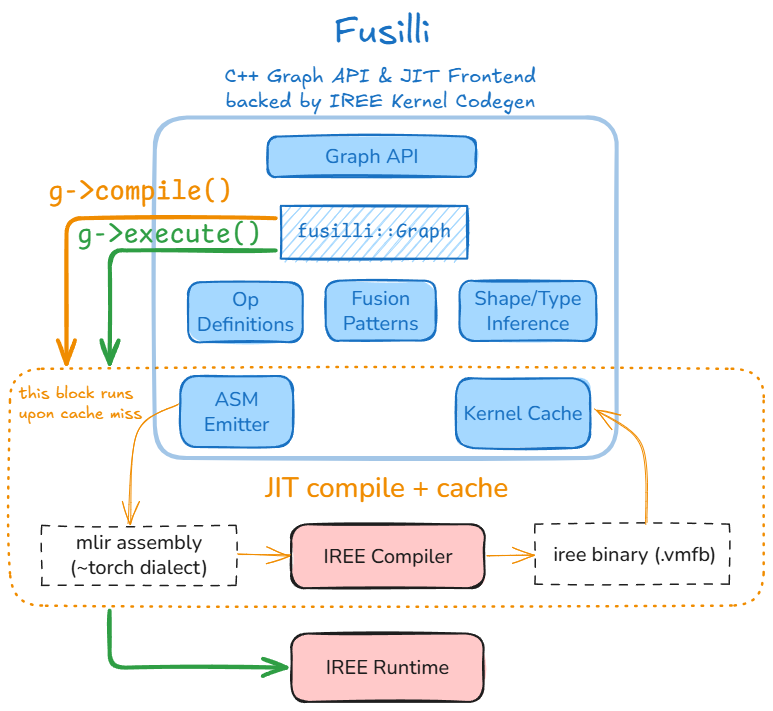 Fusilli
C++ Graph API & JIT Frontend
backed by IREE Kernel Codegen
Graph API
g->compile()
fusilli::Graph
g->execute()
Op
Definitions
Fusion
Patterns
Shape/Type
Inference
this block runs
upon cache miss
ASM
Emitter
Kernel Cache
JIT compile + cache
mlir assembly
(~torch dialect)
IREE Compiler
iree binary (.vmfb)
IREE Runtime